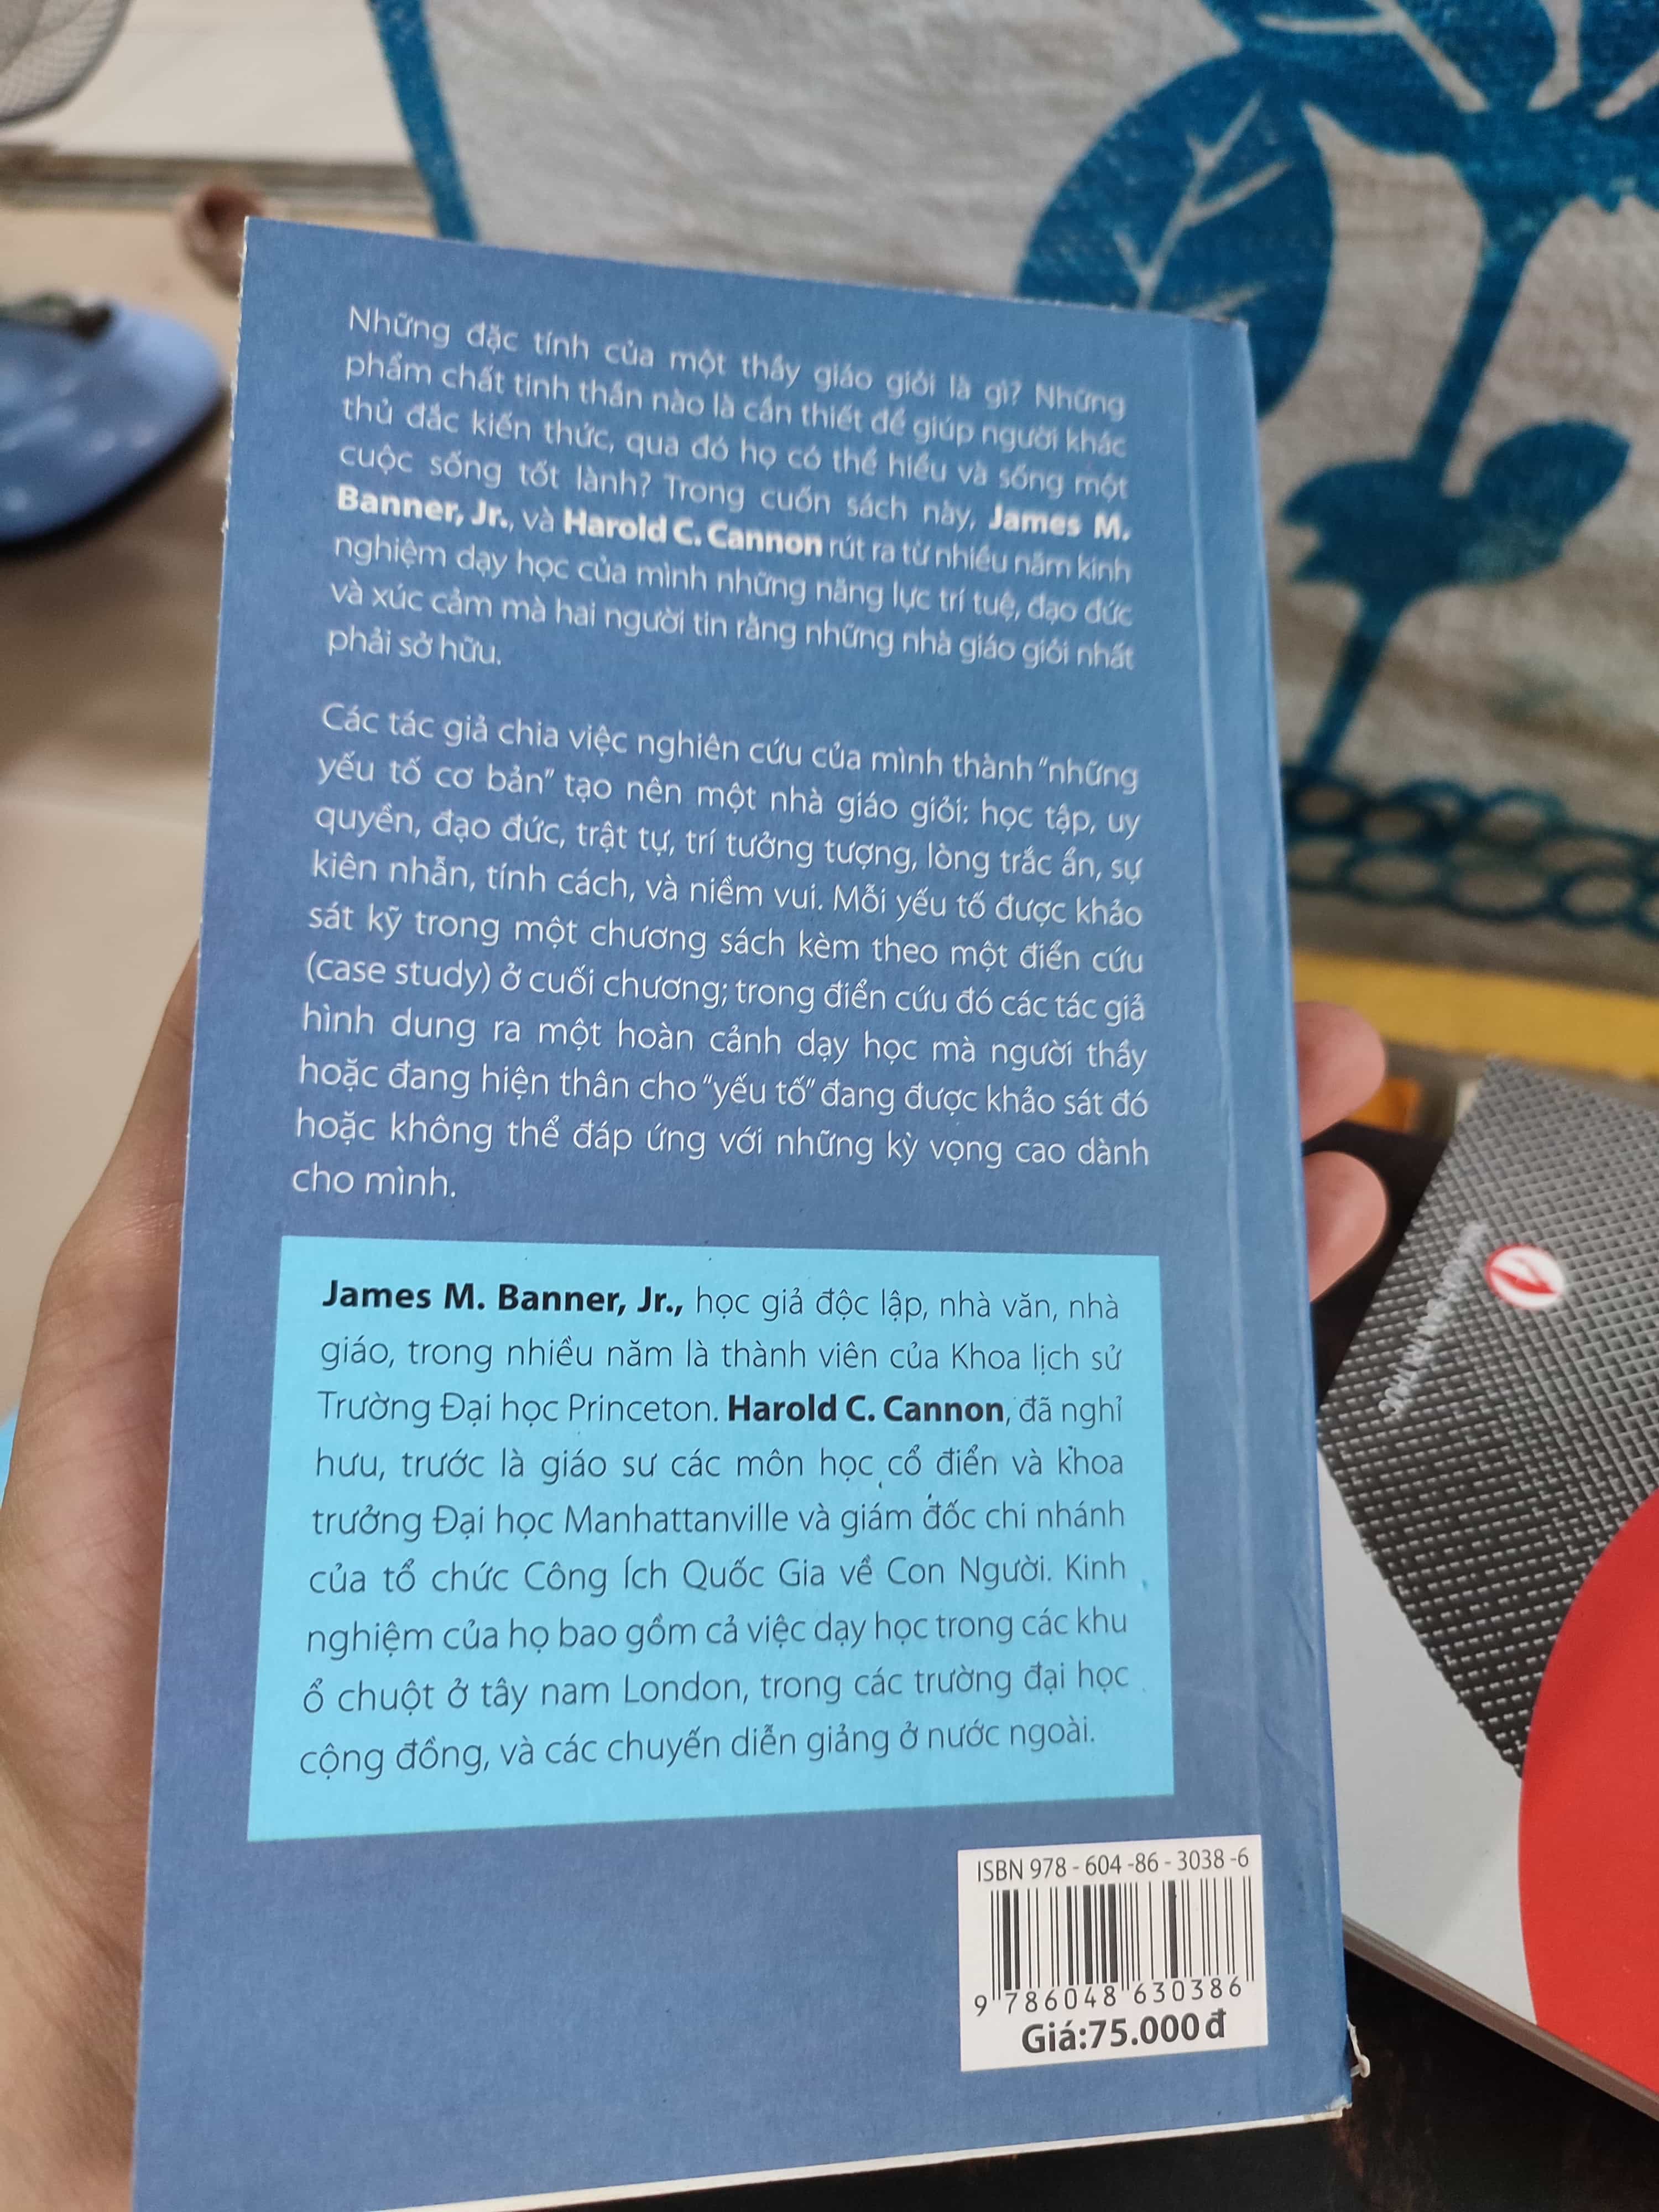 Những đặc tính của một thầy giáo giỏi là gì? Những
phẩm chất tinh thần nào là cần thiết để giúp người khác
thủ đắc kiến thức, qua đó họ có thể hiểu và sống một
cuộc sống tốt lành? Trong cuốn sách này, James M.
Banner, Jr., và Harold C. Cannon rút ra từ nhiều năm kinh
nghiệm dạy học của mình những năng lực trí tuệ, đạo đức
và xúc cảm mà hai người tin rằng những nhà giáo giỏi nhất
phải sở hữu.
Các tác giả chia việc nghiên cứu của mình thành "những
yếu tố cơ bản" tạo nên một nhà giáo giỏi: học tập, uy
quyền, đạo đức, trật tự, trí tưởng tượng, lòng trắc ẩn, sự
kiên nhẫn, tính cách, và niềm vui. Mỗi yếu tố được khảo
sát kỹ trong một chương sách kèm theo một điển cứu
(case study) ở cuối chương; trong điển cứu đó các tác giả
hình dung ra một hoàn cảnh dạy học mà người thầy
hoặc đang hiện thân cho "yếu tố" đang được khảo sát đó
hoặc không thể đáp ứng với những kỳ vọng cao dành
cho mình.
James M. Banner, Jr., học giả độc lập, nhà văn, nhà
giáo, trong nhiều năm là thành viên của Khoa lịch sử
Trường Đại học Princeton. Harold C. Cannon, đã nghỉ
hưu, trước là giáo sư các môn học cổ điển và khoa
trưởng Đại học Manhattanville và giám đốc chi nhánh
của tổ chức Công Ích Quốc Gia về Con Người. Kinh
nghiệm của họ bao gồm cả việc dạy học trong các khu
ổ chuột ở tây nam London, trong các trường đại học
cộng đồng, và các chuyến diễn giảng ở nước ngoài.
ISBN 978 - 604 -86 - 3038 -6
9 786048 630386
Giá:75.000 đ